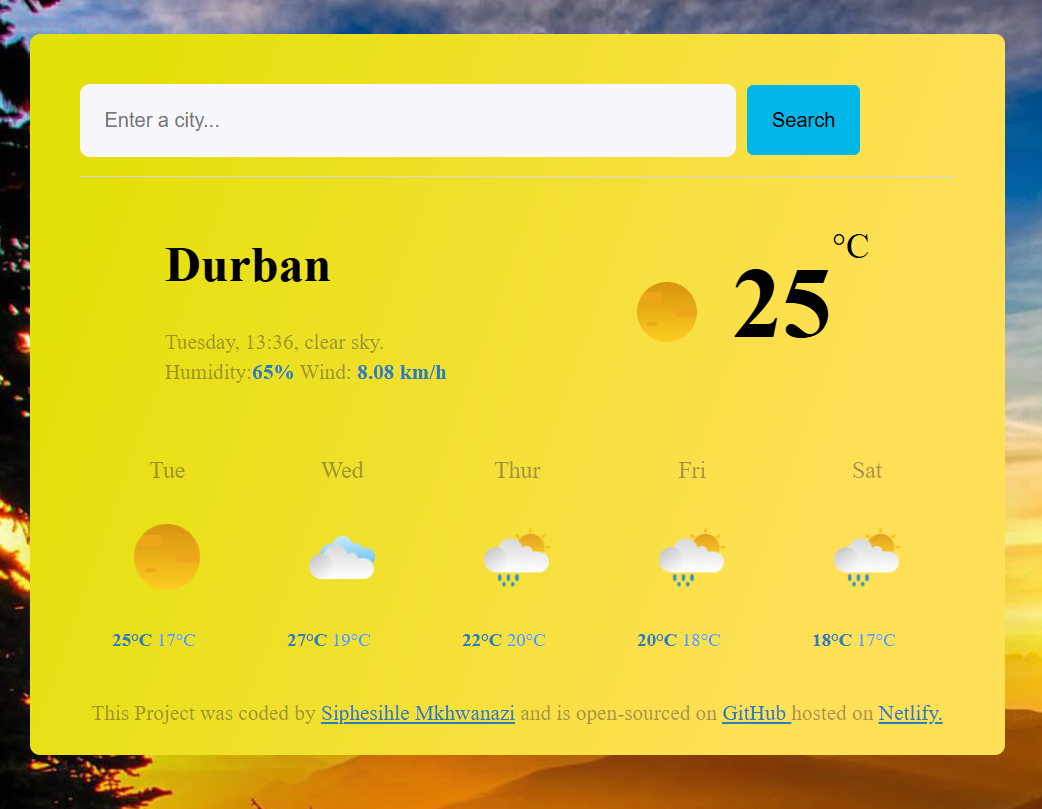 Enter a city...
Search
Durban
25 °C
Tuesday, 13:36, clear sky.
Humidity:65% Wind: 8.08 km/h
Tue Wed Thur Fri Sat
25°C 17°C 27°C 19°C 22°C 20°C 20°C 18°C 18°C 17°C
This Project was coded by Siphesihle Mkhwanazi and is open-sourced on GitHub hosted on Netlify.